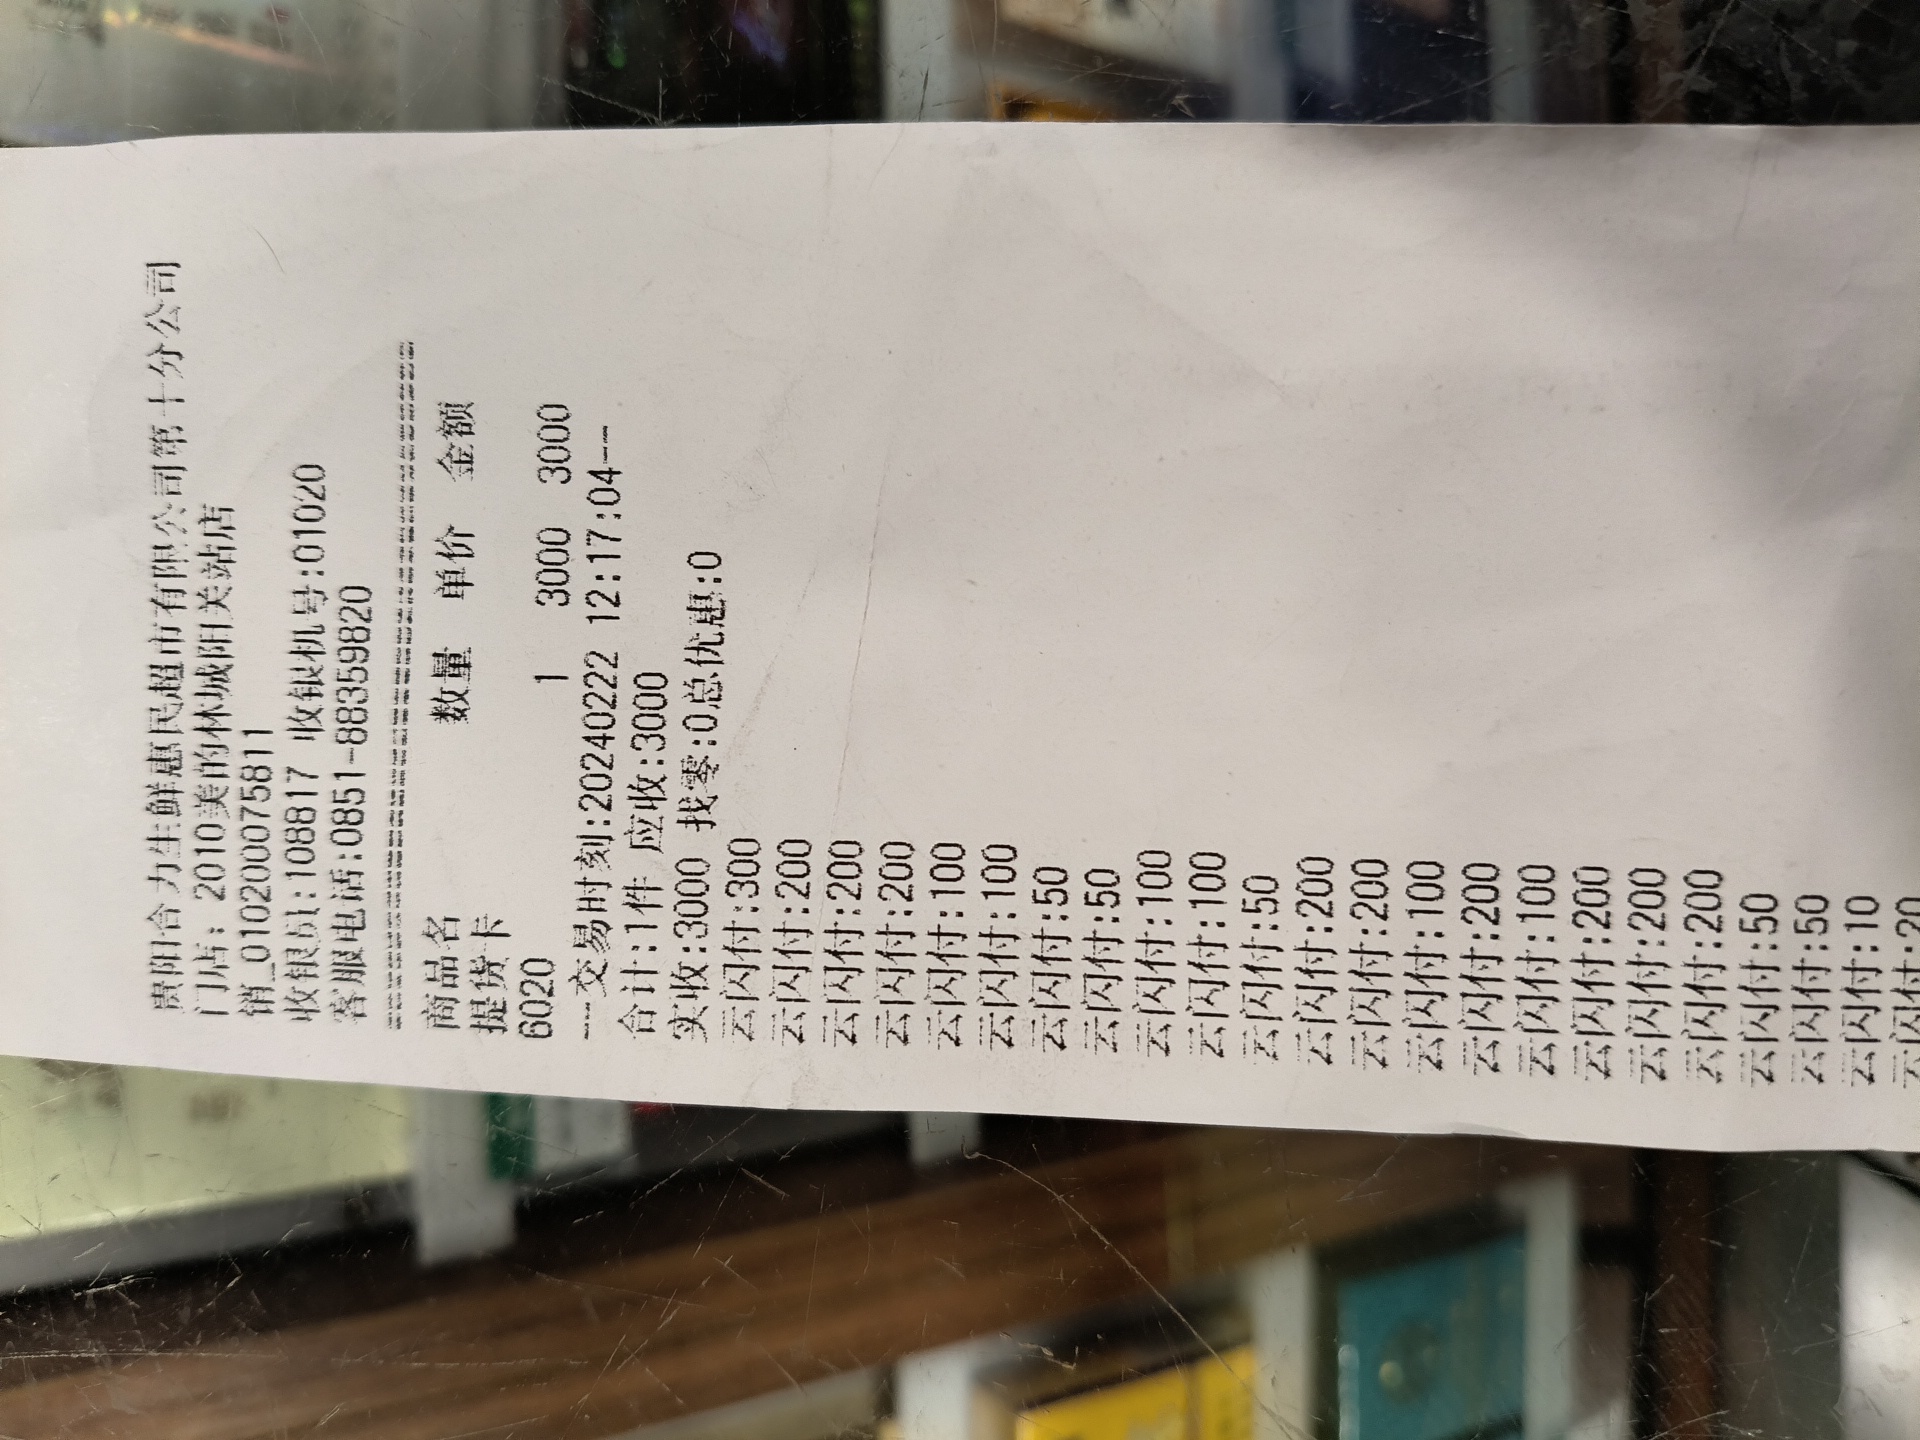 贵阳合力生鲜惠民超市有限公司第十分公司
门店: 2010美的林城阳关站店
销_0102000075811
收银员:108817 收银机号:01020
客服电话:0851-88359820
商品名 数量 单价 金额
提货卡
6020 1 3000 3000
--交易时刻:20240222 12:17:04--
合计:1件 应收:3000
实收:3000 找零:0总优惠:0
云闪付:300
云闪付:200
云闪付:200
云闪付:200
云闪付:100
云闪付:100
云闪付:50
云闪付:50
云闪付:100
云闪付:100
云闪付:50
云闪付:200
云闪付:200
云闪付:100
云闪付:200
云闪付:100
云闪付:200
云闪付:200
云闪付:200
云闪付:50
云闪付:50
云闪付:10
云闪付:20